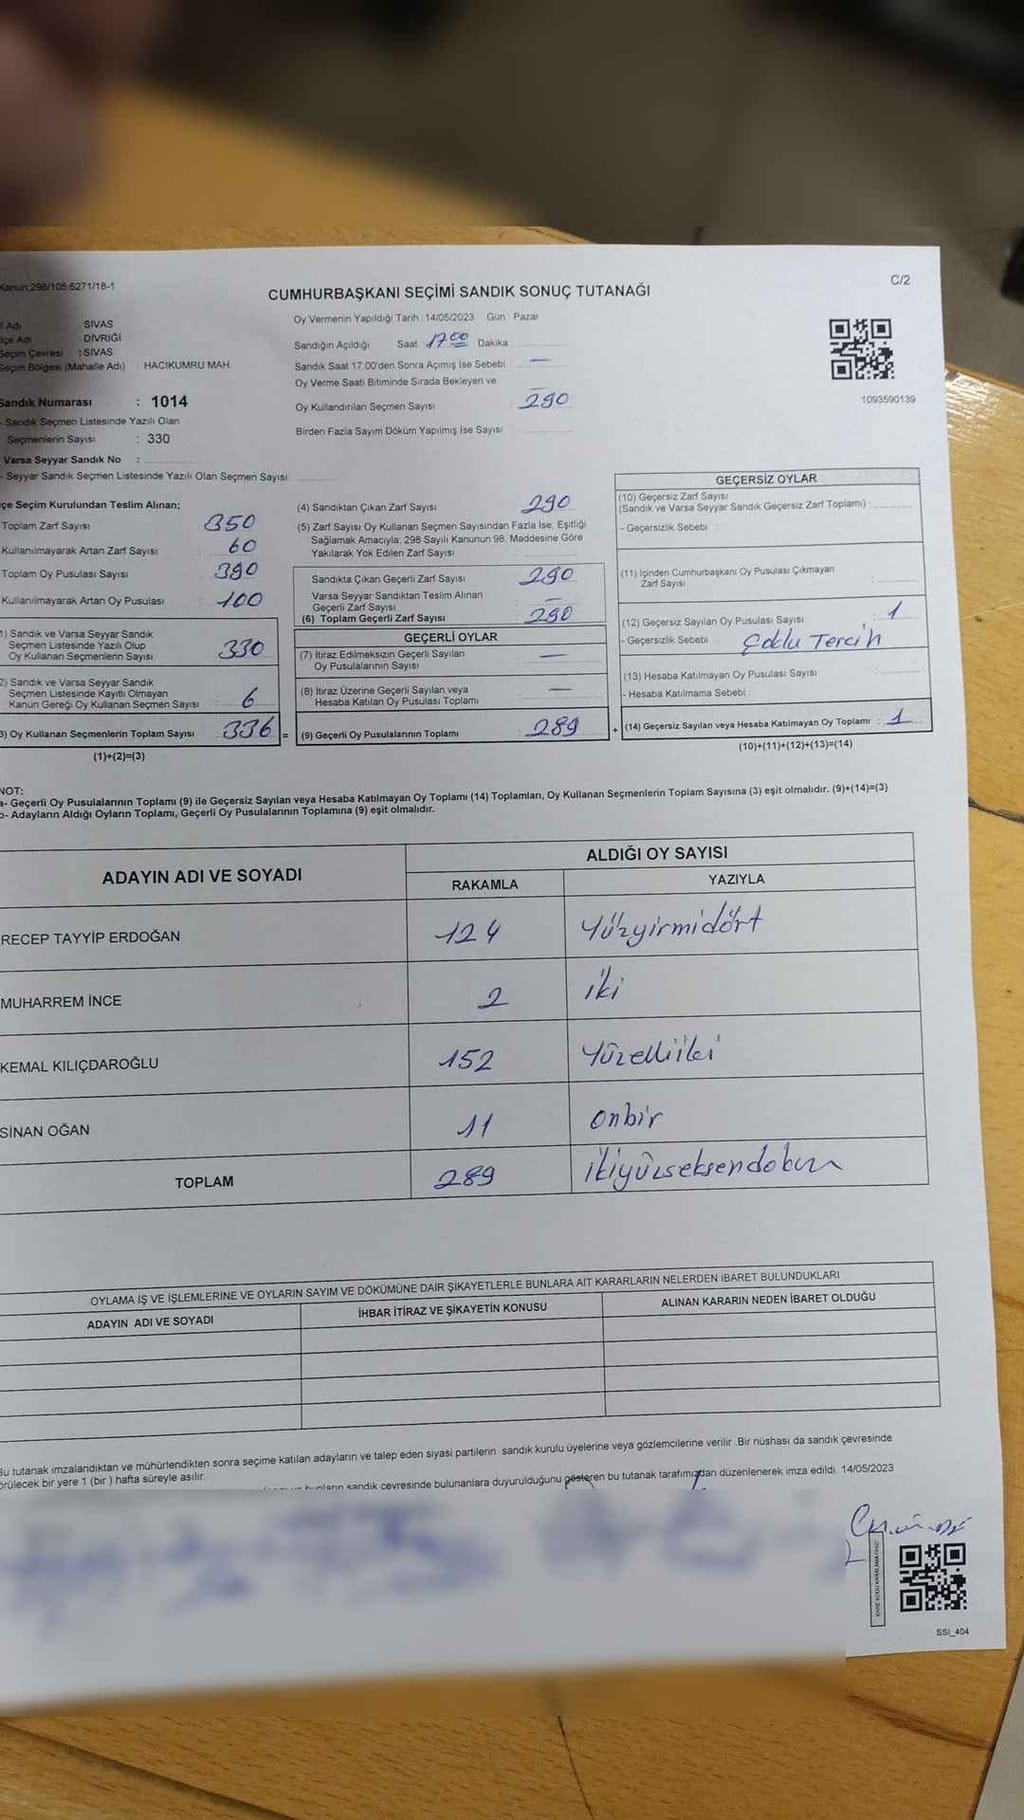 Kanun;298/105;6271/18-1
C/2
CUMHURBAŞKANI SEÇİMİ SANDIK SONUÇ TUTANAĞI
Oy Vermenin Yapıldığı Tarih :14/05/2023 Gün : Pazar
İl Adı SİVAS
DİVRİĞİ
Seçim Çevresi :SİVAS
Seçim Bölgesi (Mahalle Adı) : HACIKUMRU MAH.
Sandık Numarası : 1014
- Sandık Seçmen Listesinde Yazılı Olan
Seçmenlerin Sayısı : 330
Varsa Seyyar Sandık No :
- Seyyar Sandık Seçmen Listesinde Yazılı Olan Seçmen Sayısı :
Sandığın Açıldığı Saat 17 00 Dakika
Sandık Saat 17.00'den Sonra Açımış İse Sebebi : —
Oy Verme Saati Bitiminde Sırada Bekleyen ve —
Oy Kullandırılan Seçmen Sayısı : 290
Birden Fazla Sayım Döküm Yapılmış İse Sayısı :
1093590139
çe Seçim Kurulundan Teslim Alınan;
Toplam Zarf Sayısı : 350
Kullanılmayarak Artan Zarf Sayısı : 60
Toplam Oy Pusulası Sayısı : 390
Kullanılmayarak Artan Oy Pusulası : 100
1) Sandık ve Varsa Seyyar Sandık
Seçmen Listesinde Yazılı Olup
Oy Kullanan Seçmenlerin Sayısı : 330
2) Sandık ve Varsa Seyyar Sandık
Seçmen Listesinde Kayıtlı Olmayan
Kanun Gereği Oy Kullanan Seçmen Sayısı : 6
3) Oy Kullanan Seçmenlerin Toplam Sayısı : 336 =
(1)+(2)=(3)
(4) Sandıktan Çıkan Zarf Sayısı : 290
(5) Zarf Sayısı Oy Kullanan Seçmen Sayısından Fazla İse, Eşitliği
Sağlamak Amacıyla; 298 Sayılı Kanunun 98. Maddesine Göre
Yakılarak Yok Edilen Zarf Sayısı :
Sandıkta Çıkan Geçerli Zarf Sayısı : 290
Varsa Seyyar Sandıktan Teslim Alınan
Geçerli Zarf Sayısı : —
(6) Toplam Geçerli Zarf Sayısı : 290
GEÇERLİ OYLAR
(7) İtiraz Edilmeksizin Geçerli Sayılan
Oy Pusulalarının Sayısı : —
(8) İtiraz Üzerine Geçerli Sayılan veya
Hesaba Katılan Oy Pusulası Toplamı : —
(9) Geçerli Oy Pusulalarının Toplamı : 289 +
GEÇERSİZ OYLAR
(10) Geçersiz Zarf Sayısı
(Sandık ve Varsa Seyyar Sandık Geçersiz Zarf Toplamı) :
- Geçersizlik Sebebi :
(11) İçinden Cumhurbaşkanı Oy Pusulası Çıkmayan
Zarf Sayısı :
(12) Geçersiz Sayılan Oy Pusulası Sayısı : 1
- Geçersizlik Sebebi : Çoklu Tercih
(13) Hesaba Katılmayan Oy Pusulası Sayısı :
- Hesaba Katılmama Sebebi :
(14) Geçersiz Sayılan veya Hesaba Katılmayan Oy Toplamı : 1
(10)+(11)+(12)+(13)=(14)
NOT:
a- Geçerli Oy Pusulalarının Toplamı (9) ile Geçersiz Sayılan veya Hesaba Katılmayan Oy Toplamı (14) Toplamları, Oy Kullanan Seçmenlerin Toplam Sayısına (3) eşit olmalıdır. (9)+(14)=(3)
b- Adayların Aldığı Oyların Toplamı, Geçerli Oy Pusulalarının Toplamına (9) eşit olmalıdır.
ADAYIN ADI VE SOYADI ALDIĞI OY SAYISI
RAKAMLA YAZIYLA
RECEP TAYYİP ERDOĞAN 124 Yüzyirmidört
MUHARREM İNCE 2 iki
KEMAL KILIÇDAROĞLU 152 Yüzelliiki
SİNAN OĞAN 11 onbir
TOPLAM 289 ikiyüzseksendokuz
OYLAMA İŞ VE İŞLEMLERİNE VE OYLARIN SAYIM VE DÖKÜMÜNE DAİR ŞİKAYETLERLE BUNLARA AİT KARARLARIN NELERDEN İBARET BULUNDUKLARI
ADAYIN ADI VE SOYADI İHBAR İTİRAZ VE ŞİKAYETİN KONUSU ALINAN KARARIN NEDEN İBARET OLDUĞU
Bu tutanak imzalandıktan ve mühürlendikten sonra seçime katılan adayların ve talep eden siyasi partilerin sandık kurulu üyelerine veya gözlemcilerine verilir. Bir nüshası da sandık çevresinde
örülecek bir yere 1 (bir ) hafta süreyle asılır.
bunların sandık çevresinde bulunanlara duyurulduğunu gösteren bu tutanak tarafımızdan düzenlenerek imza edildi. 14/05/2023
SSI_404